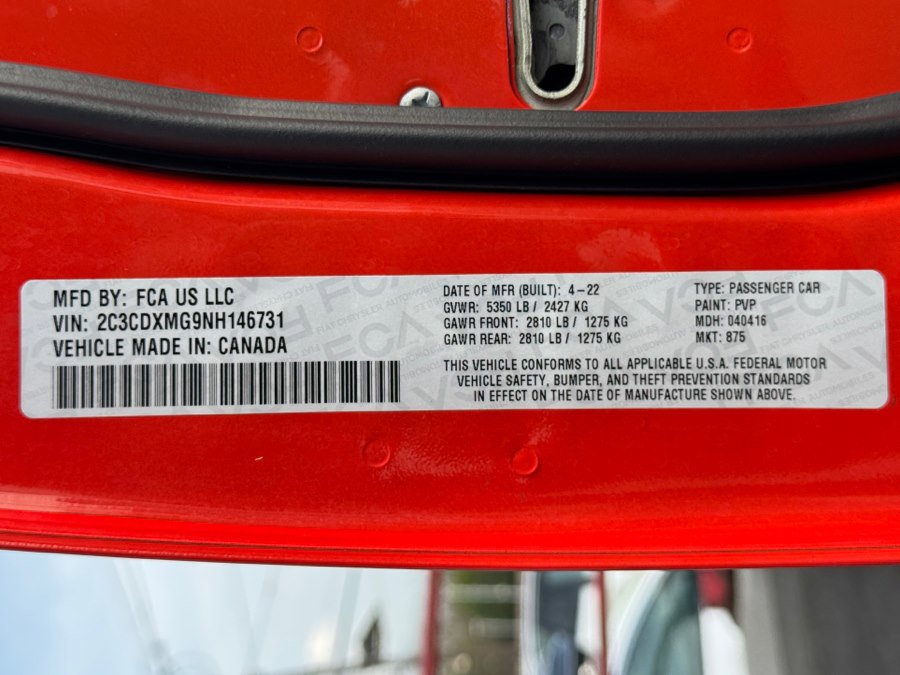 MFD BY: FCA US LLC
VIN: 2C3CDXMG9NH146731
VEHICLE MADE IN: CANADA
DATE OF MFR (BUILT): 4-22
GVWR: 5350 LB / 2427 KG
GAWR FRONT: 2810 LB / 1275 KG
GAWR REAR: 2810 LB / 1275 KG
TYPE: PASSENGER CAR
PAINT: PVP
MDH: 040416
MKT: 875
THIS VEHICLE CONFORMS TO ALL APPLICABLE U.S.A. FEDERAL MOTOR
VEHICLE SAFETY, BUMPER, AND THEFT PREVENTION STANDARDS
IN EFFECT ON THE DATE OF MANUFACTURE SHOWN ABOVE.